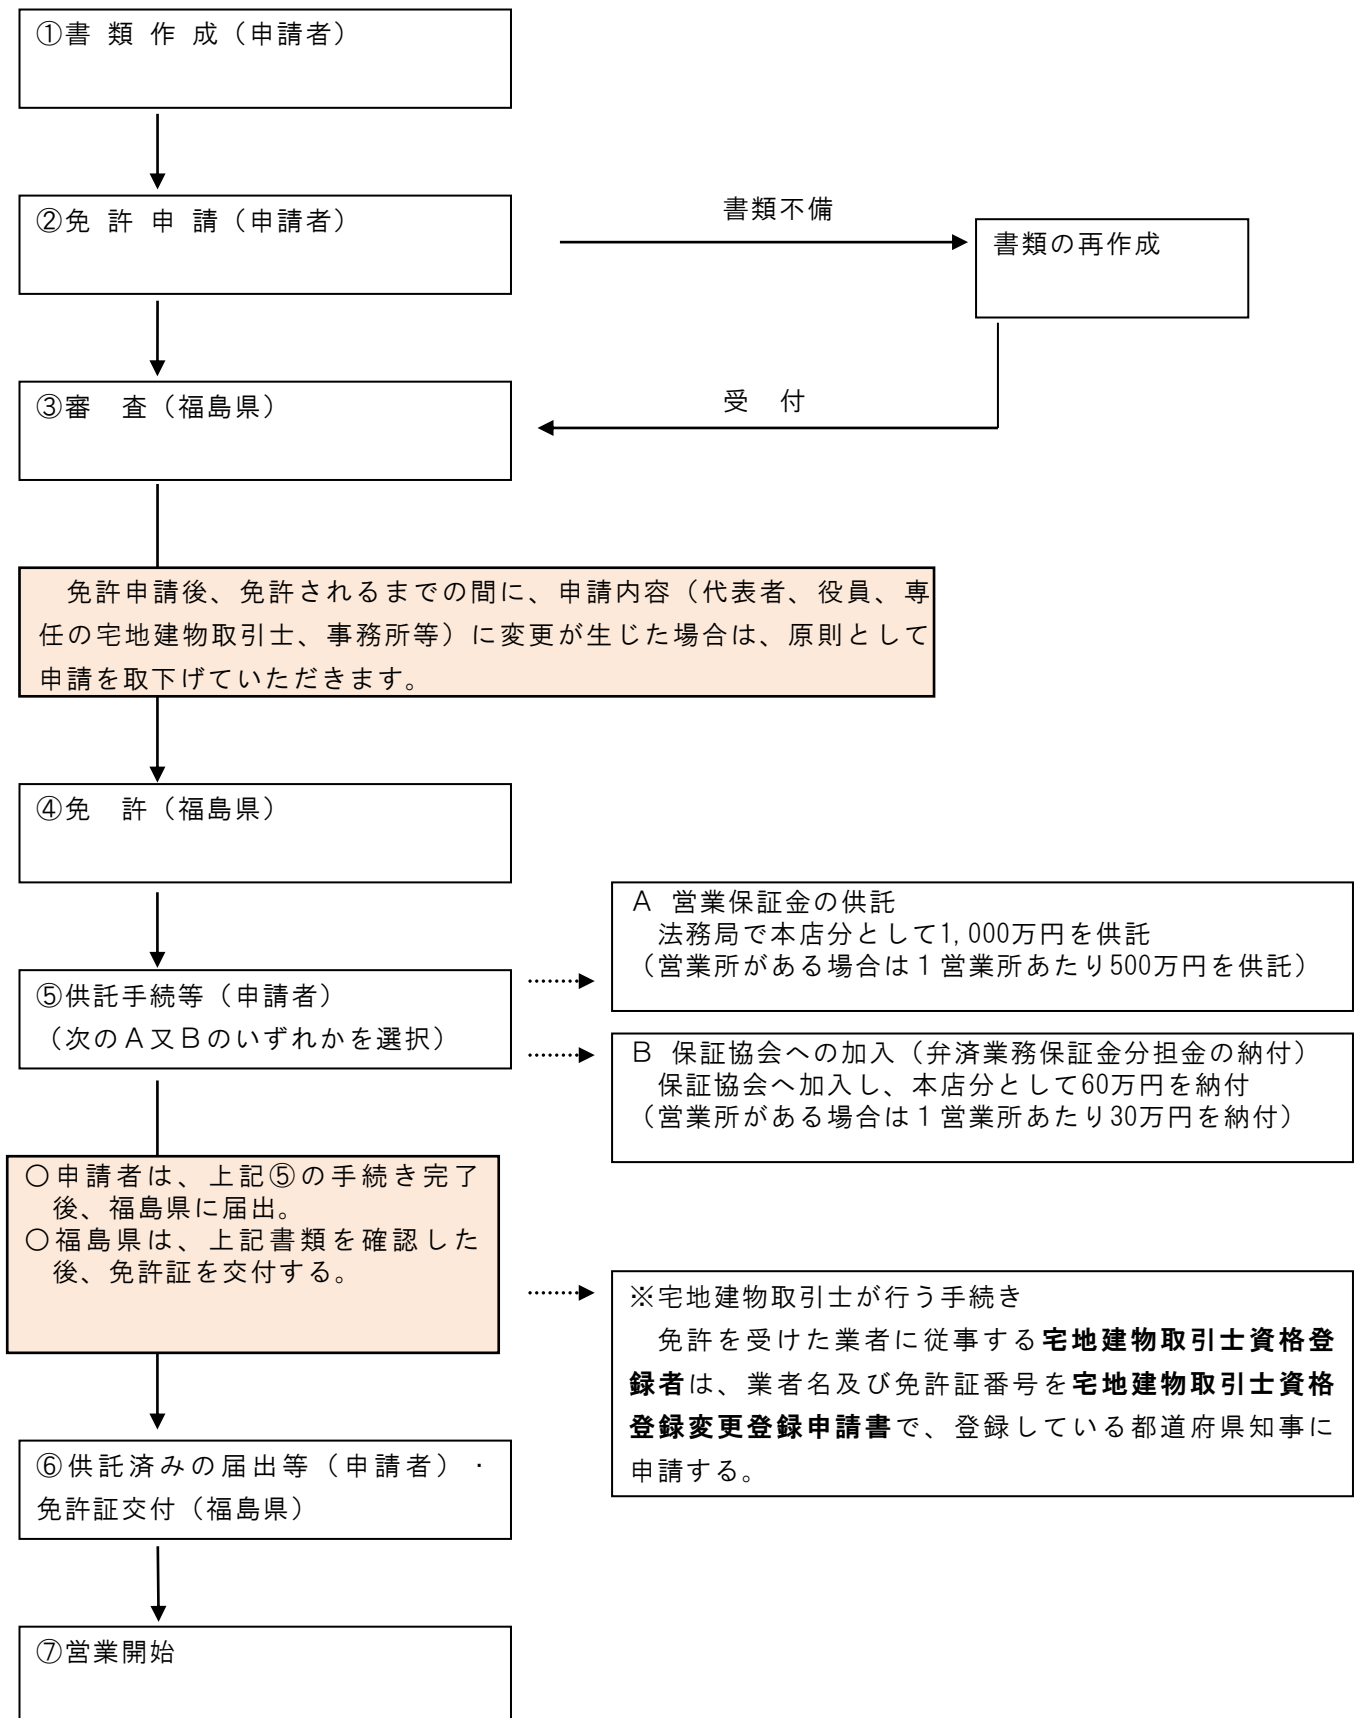 ①書 類 作 成（申請者）
②免 許 申 請（申請者）
書類不備
書類の再作成
③審　査（福島県）
受　付
　免許申請後、免許されるまでの間に、申請内容（代表者、役員、専
任の宅地建物取引士、事務所等）に変更が生じた場合は、原則として
申請を取下げていただきます。
④免　許（福島県）
⑤供託手続等（申請者）
（次のＡ又Ｂのいずれかを選択）
Ａ 営業保証金の供託
法務局で本店分として1,000万円を供託
（営業所がある場合は１営業所あたり500万円を供託）
Ｂ 保証協会への加入（弁済業務保証金分担金の納付）
保証協会へ加入し、本店分として60万円を納付
（営業所がある場合は１営業所あたり30万円を納付）
〇申請者は、上記⑤の手続き完了
後、福島県に届出。
〇福島県は、上記書類を確認した
後、免許証を交付する。
※宅地建物取引士が行う手続き
　免許を受けた業者に従事する宅地建物取引士資格登
録者は、業者名及び免許証番号を宅地建物取引士資格
登録変更登録申請書で、登録している都道府県知事に
申請する。
⑥供託済みの届出等（申請者）・
免許証交付（福島県）
⑦営業開始